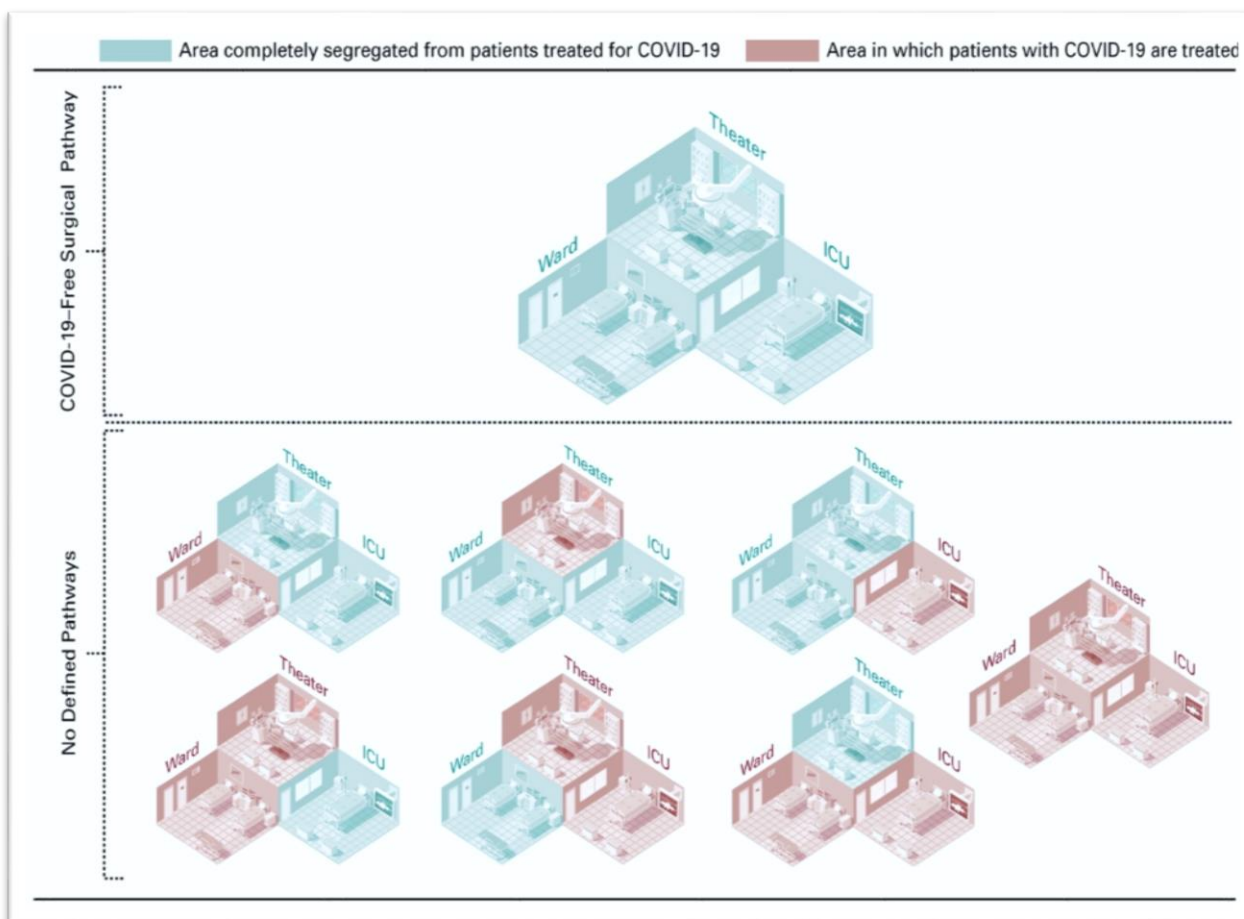 Area completely segregated from patients treated for COVID-19
Area in which patients with COVID-19 are treated
COVID-19–Free Surgical Pathway
Theater
Ward
ICU
No Defined Pathways
Theater
Ward
ICU
Theater
Ward
ICU
Theater
Ward
ICU
Theater
Ward
ICU
Theater
Ward
ICU
Theater
Ward
ICU
Theater
Ward
ICU